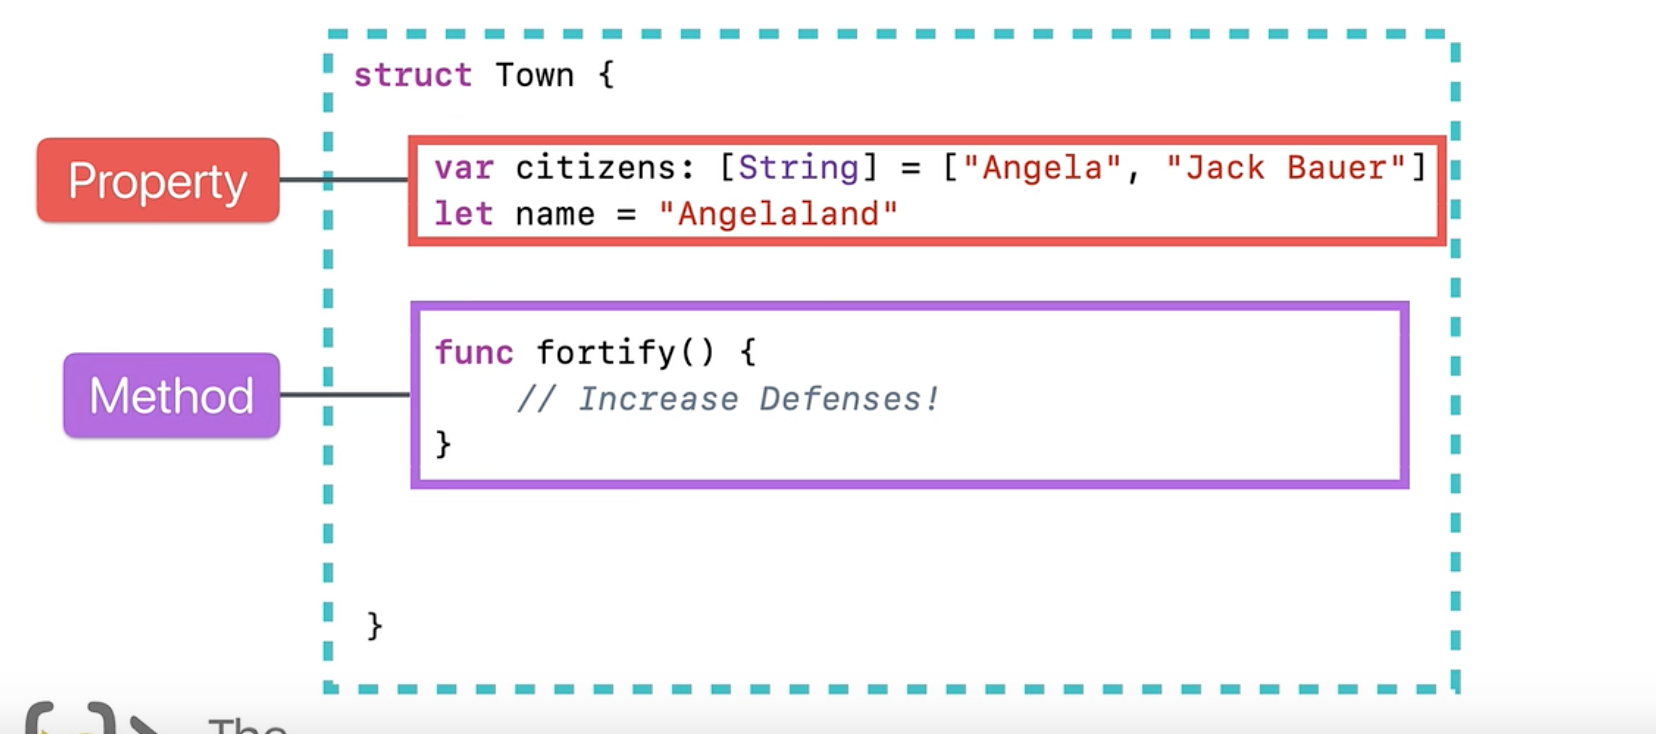 struct Town {
Property
var citizens: [String] = ["Angela", "Jack Bauer"]
let name = "Angelaland"
Method
func fortify() {
// Increase Defenses!
}
}
The